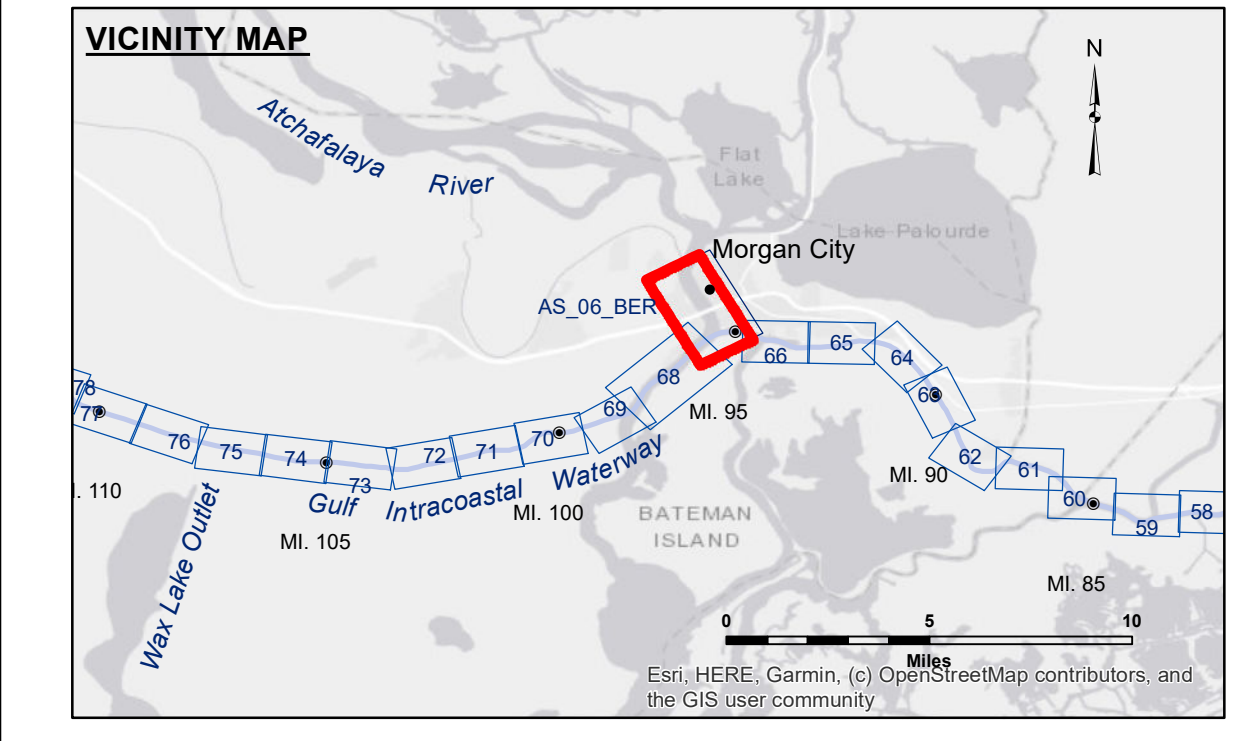 VICINITY MAP
N
Atchafalaya
River
Flat
Lake
Lake Palourde
Morgan City
AS_06_BER
66
65
64
63
68
69
MI. 95
78
77
76
75
74
73
72
71
70
62
61
60
59
58
MI. 90
Gulf Intracoastal Waterway
MI. 100
MI. 105
I. 110
Wax Lake Outlet
BATEMAN
ISLAND
MI. 85
0 5 10
Miles
Esri, HERE, Garmin, (c) OpenStreetMap contributors, and
the GIS user community